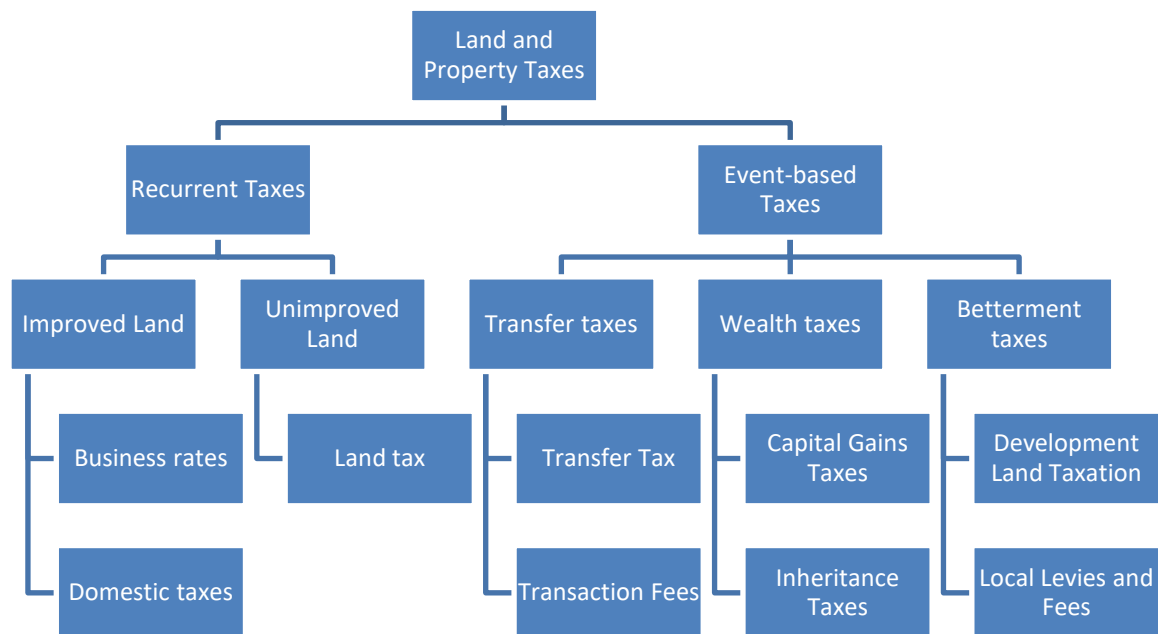 Land and
Property Taxes
Recurrent Taxes
Event-based
Taxes
Improved Land
Unimproved
Land
Transfer taxes
Wealth taxes
Betterment
taxes
Business rates
Land tax
Transfer Tax
Capital Gains
Taxes
Development
Land Taxation
Domestic taxes
Transaction Fees
Inheritance
Taxes
Local Levies and
Fees